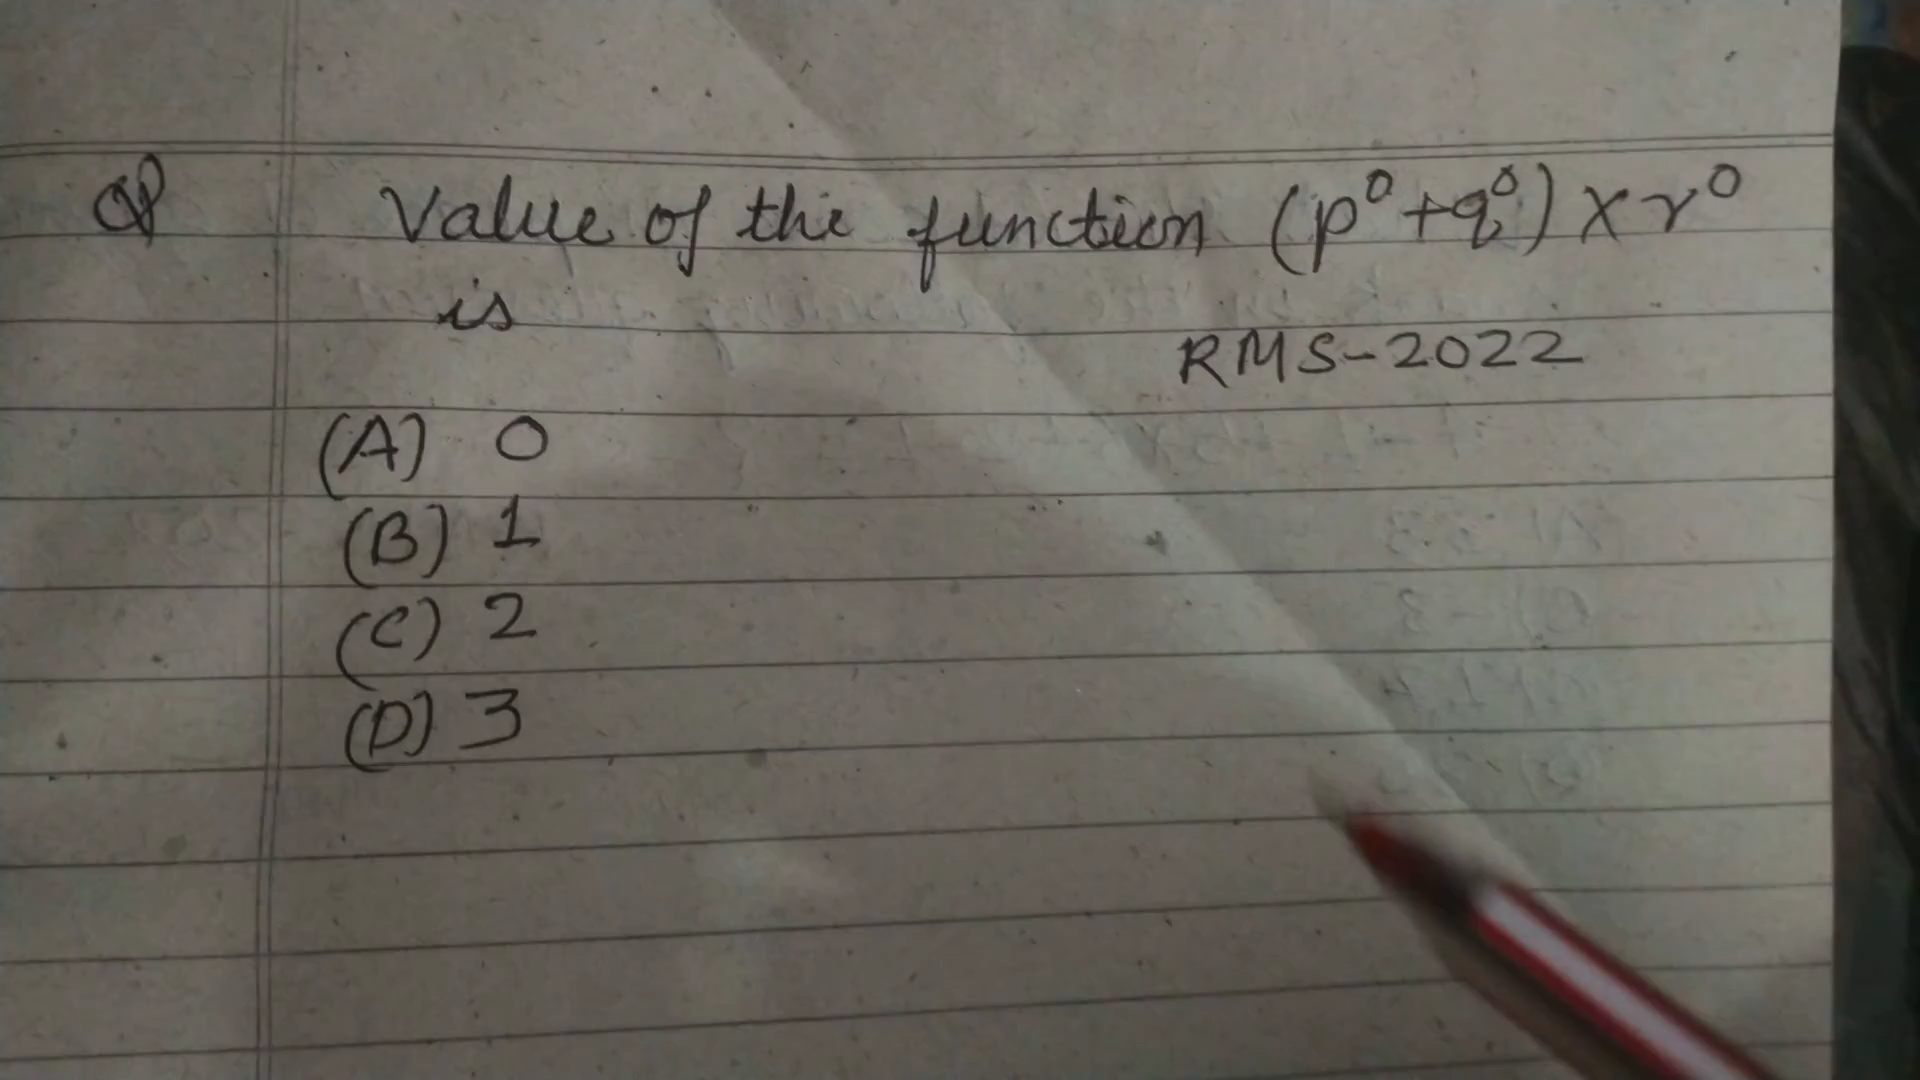 Q Value of the function (p⁰+q⁰)×r⁰
is
RMS-2022
(A) 0
(B) 1
(C) 2
(D) 3